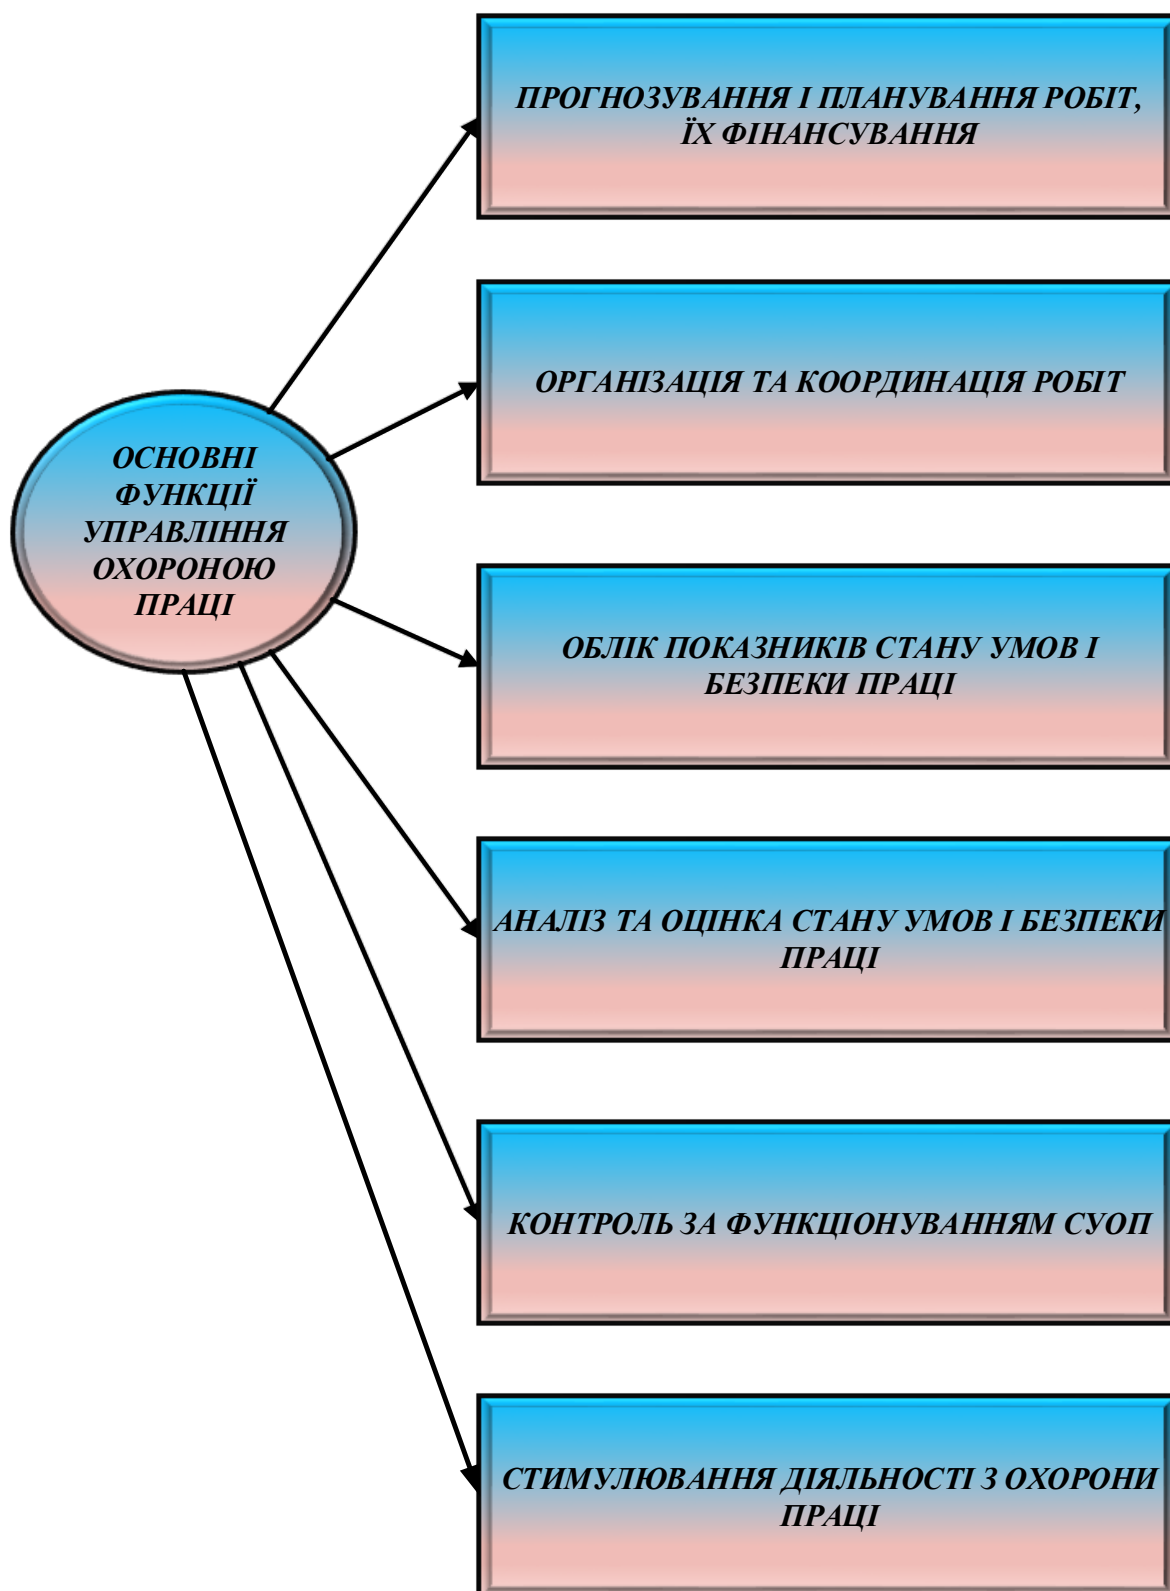 ПРОГНОЗУВАННЯ І ПЛАНУВАННЯ РОБІТ,
ЇХ ФІНАНСУВАННЯ
ОРГАНІЗАЦІЯ ТА КООРДИНАЦІЯ РОБІТ
ОСНОВНІ
ФУНКЦІЇ
УПРАВЛІННЯ
ОХОРОНОЮ
ПРАЦІ
ОБЛІК ПОКАЗНИКІВ СТАНУ УМОВ І
БЕЗПЕКИ ПРАЦІ
АНАЛІЗ ТА ОЦІНКА СТАНУ УМОВ І БЕЗПЕКИ
ПРАЦІ
КОНТРОЛЬ ЗА ФУНКЦІОНУВАННЯМ СУОП
СТИМУЛЮВАННЯ ДІЯЛЬНОСТІ З ОХОРОНИ
ПРАЦІ